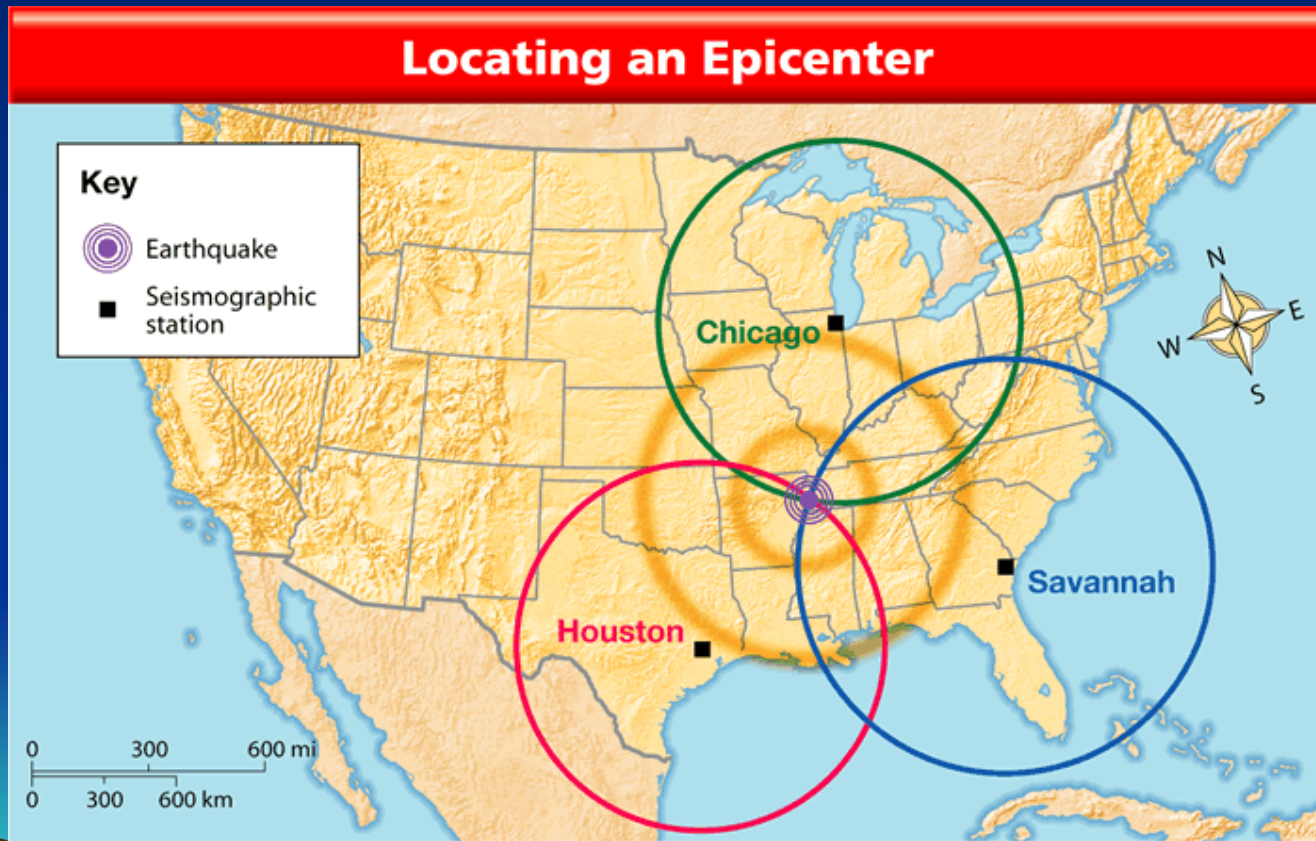 Locating an Epicenter
Key
Earthquake
Seismographic
station
Chicago
N
E
W
S
Savannah
Houston
0 300 600 mi
0 300 600 km